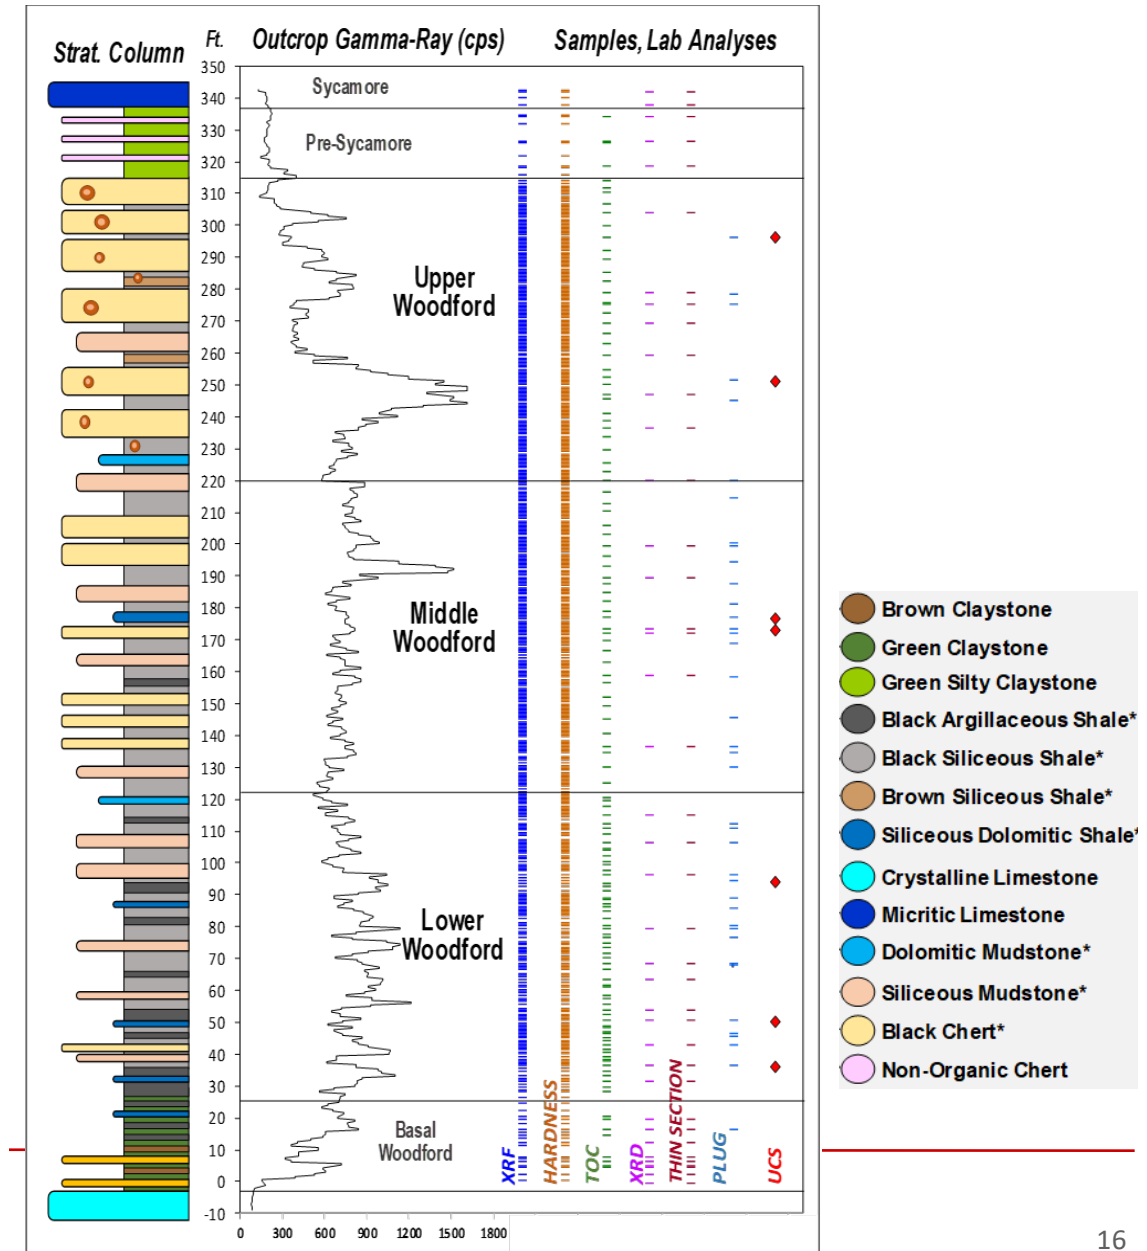 Strat. Column
Ft.
Outcrop Gamma-Ray (cps)
Samples, Lab Analyses
350
340
330
320
310
300
290
280
270
260
250
240
230
220
210
200
190
180
170
160
150
140
130
120
110
100
90
80
70
60
50
40
30
20
10
0
-10
Sycamore
Pre-Sycamore
Upper
Woodford
Middle
Woodford
Lower
Woodford
Basal
Woodford
XRF
HARDNESS
TOC
XRD
THIN SECTION
PLUG
UCS
0 300 600 900 1200 1500 1800
Brown Claystone
Green Claystone
Green Silty Claystone
Black Argillaceous Shale*
Black Siliceous Shale*
Brown Siliceous Shale*
Siliceous Dolomitic Shale*
Crystalline Limestone
Micritic Limestone
Dolomitic Mudstone*
Siliceous Mudstone*
Black Chert*
Non-Organic Chert
16